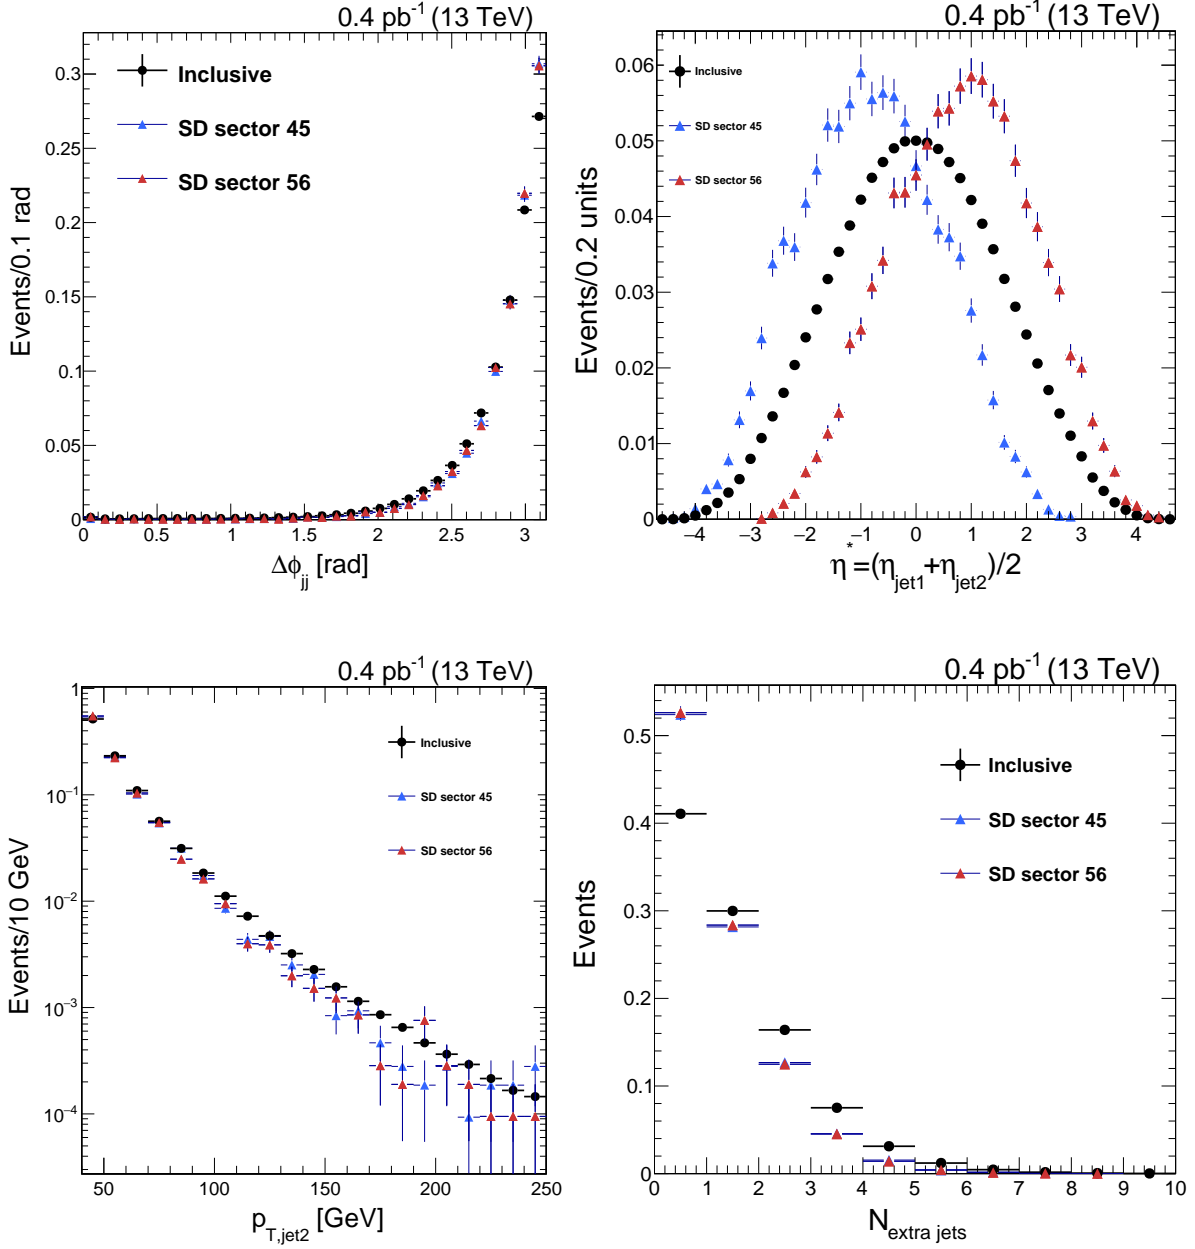 0.4 pb-1 (13 TeV)
Events/0.1 rad
0.3
0.25
0.2
0.15
0.1
0.05
0
Inclusive
SD sector 45
SD sector 56
0 0.5 1 1.5 2 2.5 3
Δϕjj [rad]
0.4 pb-1 (13 TeV)
Events/0.2 units
0.06
0.05
0.04
0.03
0.02
0.01
0
Inclusive
SD sector 45
SD sector 56
−4 −3 −2 −1 0 1 2 3 4
η*=(ηjet1+ηjet2)/2
0.4 pb-1 (13 TeV)
Events/10 GeV
1
10−1
10−2
10−3
10−4
Inclusive
SD sector 45
SD sector 56
50 100 150 200 250
pT,jet2 [GeV]
0.4 pb-1 (13 TeV)
Events
0.5
0.4
0.3
0.2
0.1
0
Inclusive
SD sector 45
SD sector 56
0 1 2 3 4 5 6 7 8 9 10
Nextra jets